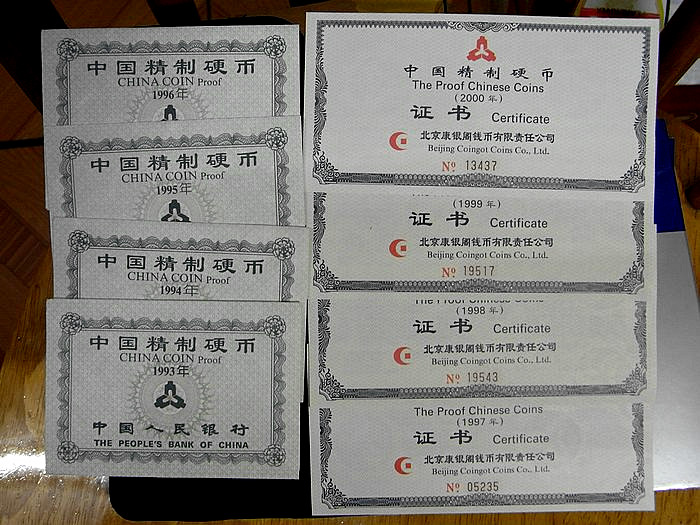 中国精制硬币
CHINA COIN Proof
1996年
中国精制硬币
CHINA COIN Proof
1995年
中国精制硬币
CHINA COIN Proof
1994年
中国精制硬币
CHINA COIN Proof
1993年
中国人民银行
THE PEOPLE'S BANK OF CHINA
中国精制硬币
The Proof Chinese Coins
(2000年)
证书 Certificate
北京康银阁钱币有限责任公司
Beijing Coingot Coins Co., Ltd.
Nº 13437
(1999年)
证书 Certificate
北京康银阁钱币有限责任公司
Beijing Coingot Coins Co., Ltd.
Nº 19517
The Proof Chinese Coins
(1998年)
证书 Certificate
北京康银阁钱币有限责任公司
Beijing Coingot Coins Co., Ltd.
Nº 19543
The Proof Chinese Coins
(1997年)
证书 Certificate
北京康银阁钱币有限责任公司
Beijing Coingot Coins Co., Ltd.
Nº 05235